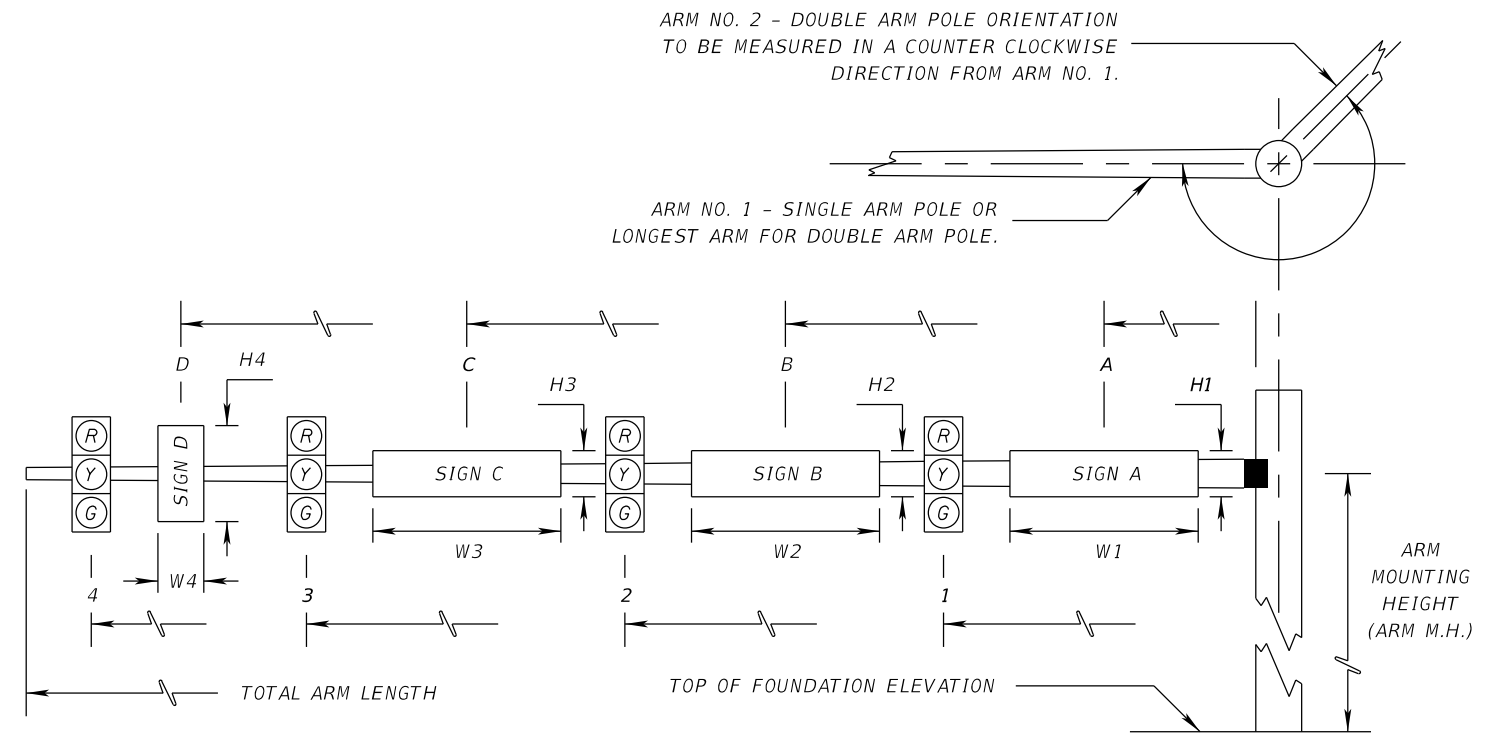 ARM NO. 2 - DOUBLE ARM POLE ORIENTATION
TO BE MEASURED IN A COUNTER CLOCKWISE
DIRECTION FROM ARM NO. 1.
ARM NO. 1 - SINGLE ARM POLE OR
LONGEST ARM FOR DOUBLE ARM POLE.
D
H4
C
H3
B
H2
A
H1
R
Y
G
SIGN D
R
Y
G
SIGN C
R
Y
G
SIGN B
R
Y
G
SIGN A
W4
W3
W2
W1
4
3
2
1
ARM
MOUNTING
HEIGHT
(ARM M.H.)
TOTAL ARM LENGTH
TOP OF FOUNDATION ELEVATION